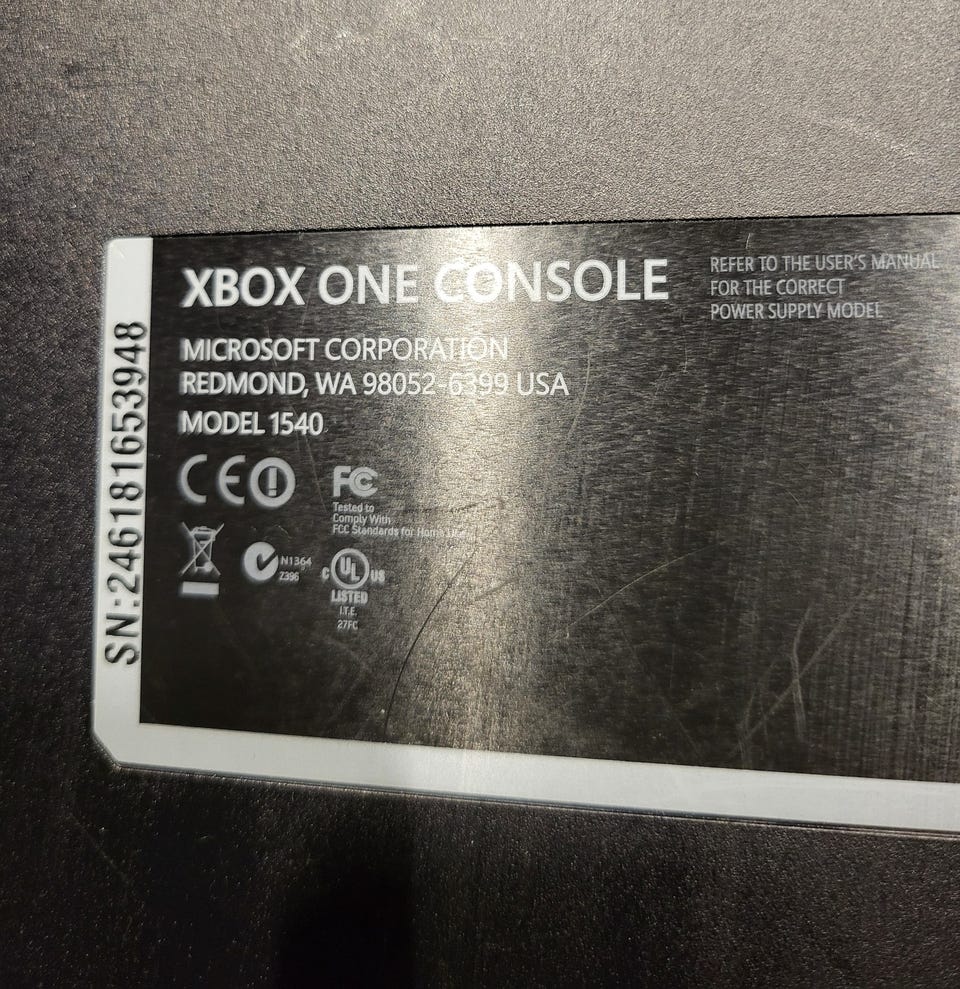 XBOX ONE CONSOLE
REFER TO THE USER'S MANUAL
FOR THE CORRECT
POWER SUPPLY MODEL
MICROSOFT CORPORATION
REDMOND, WA 98052-6399 USA
MODEL 1540
CE
FC
Tested to
Comply With
FCC Standards for Home Use
N1364
Z396
C UL US
LISTED
I.T.E.
27FC
SN:246181653948